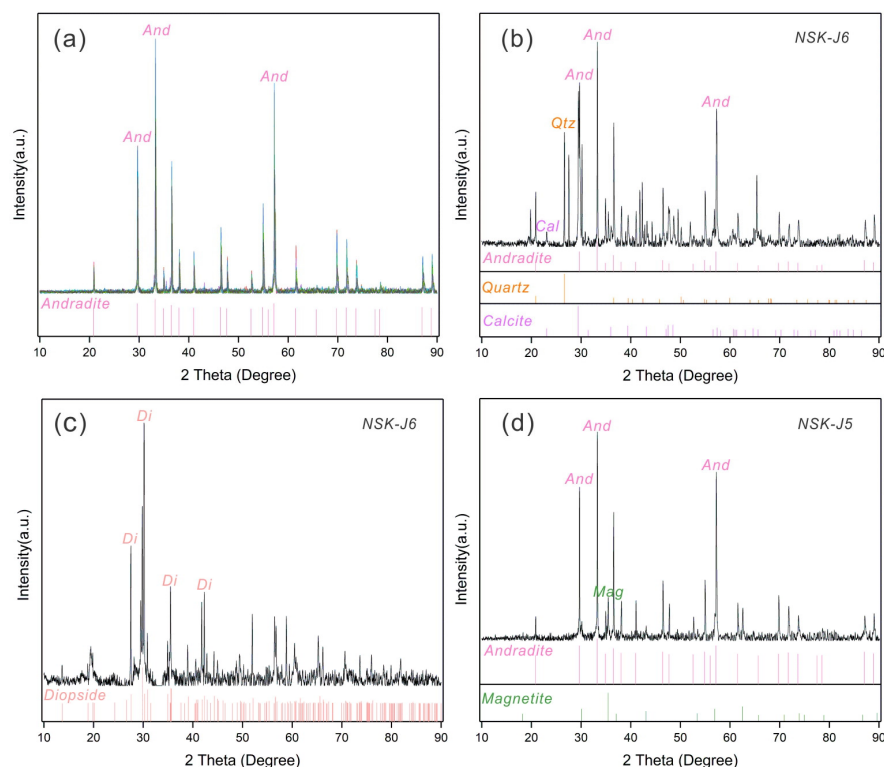 (a)
And
And
And
Intensity(a.u.)
Andradite
10 20 30 40 50 60 70 80 90
2 Theta (Degree)
(b)
NSK-J6
And
And
And
Qtz
Cal
Intensity(a.u.)
Andradite
Quartz
Calcite
10 20 30 40 50 60 70 80 90
2 Theta (Degree)
(c)
NSK-J6
Di
Di
Di
Di
Intensity(a.u.)
Diopside
10 20 30 40 50 60 70 80 90
2 Theta (Degree)
(d)
NSK-J5
And
And
And
Mag
Intensity(a.u.)
Andradite
Magnetite
10 20 30 40 50 60 70 80 90
2 Theta (Degree)